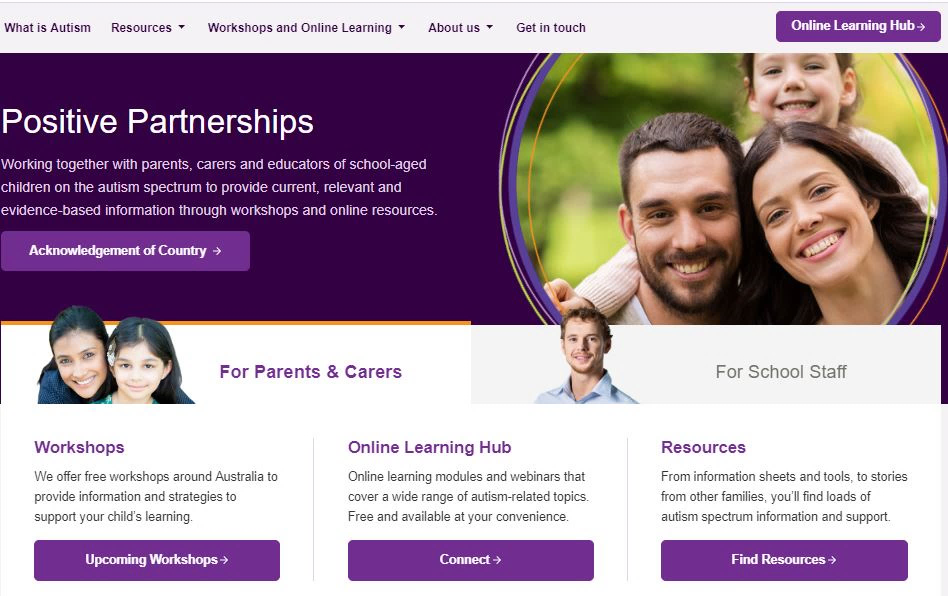 What is Autism Resources Workshops and Online Learning About us Get in touch Online Learning Hub→
Positive Partnerships
Working together with parents, carers and educators of school-aged
children on the autism spectrum to provide current, relevant and
evidence-based information through workshops and online resources.
Acknowledgement of Country →
For Parents & Carers
For School Staff
Workshops
We offer free workshops around Australia to
provide information and strategies to
support your child's learning.
Upcoming Workshops→
Online Learning Hub
Online learning modules and webinars that
cover a wide range of autism-related topics.
Free and available at your convenience.
Connect→
Resources
From information sheets and tools, to stories
from other families, you'll find loads of
autism spectrum information and support.
Find Resources→